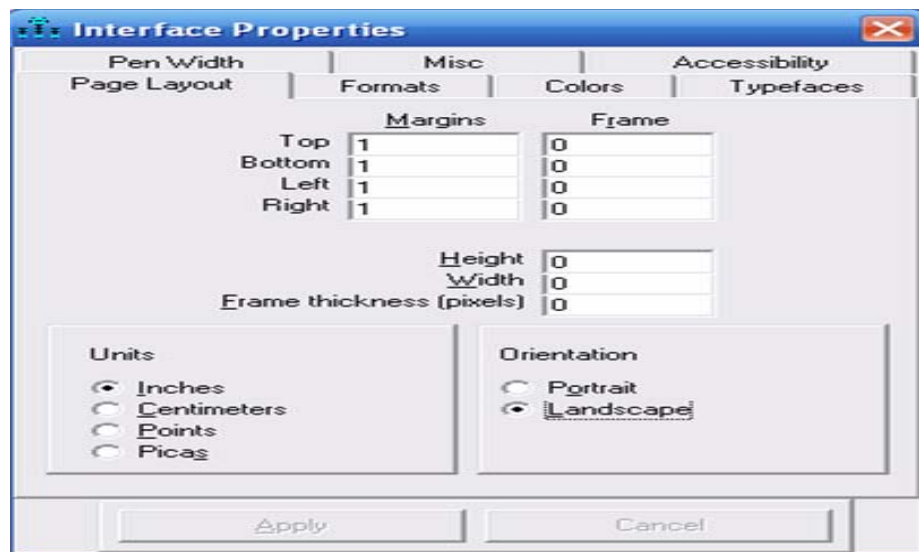 Interface Properties
Pen Width Misc Accessibility
Page Layout Formats Colors Typefaces
Margins Frame
Top 1 0
Bottom 1 0
Left 1 0
Right 1 0
Height 0
Width 0
Frame thickness (pixels) 0
Units Orientation
Inches Portrait
Centimeters Landscape
Points
Picas
Apply Cancel